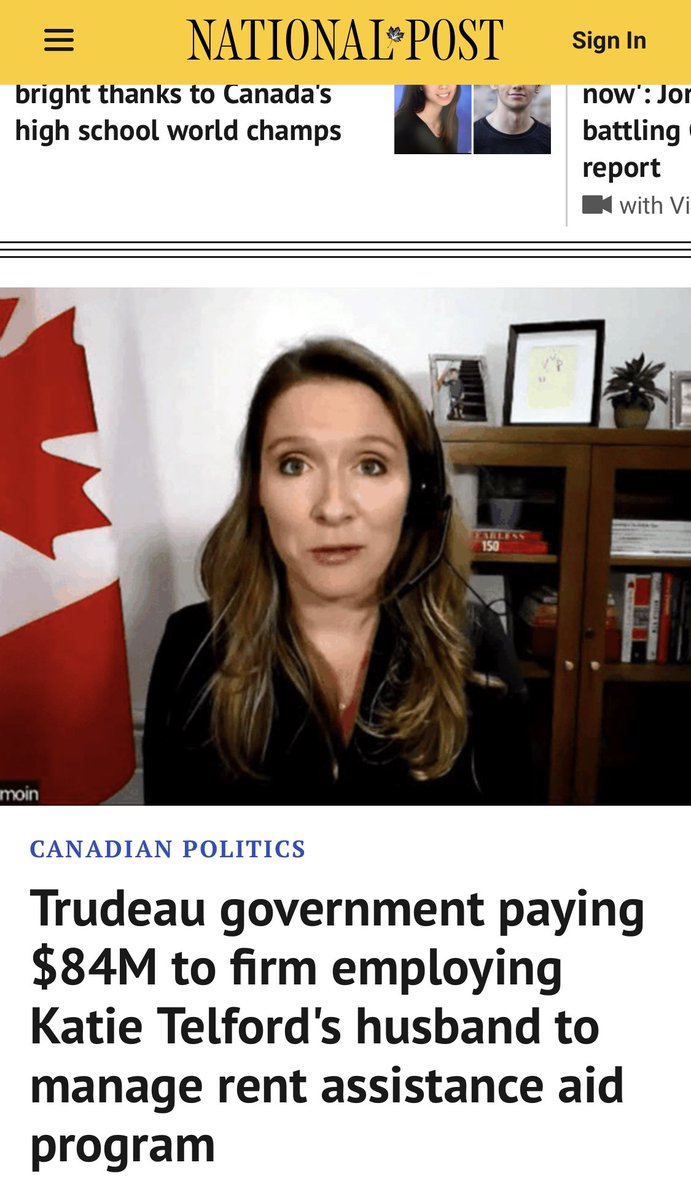 NATIONAL POST
Sign In
bright thanks to Canada's
high school world champs
now': Jor
battling
report
with Vi
150
moin
CANADIAN POLITICS
Trudeau government paying
$84M to firm employing
Katie Telford's husband to
manage rent assistance aid
program